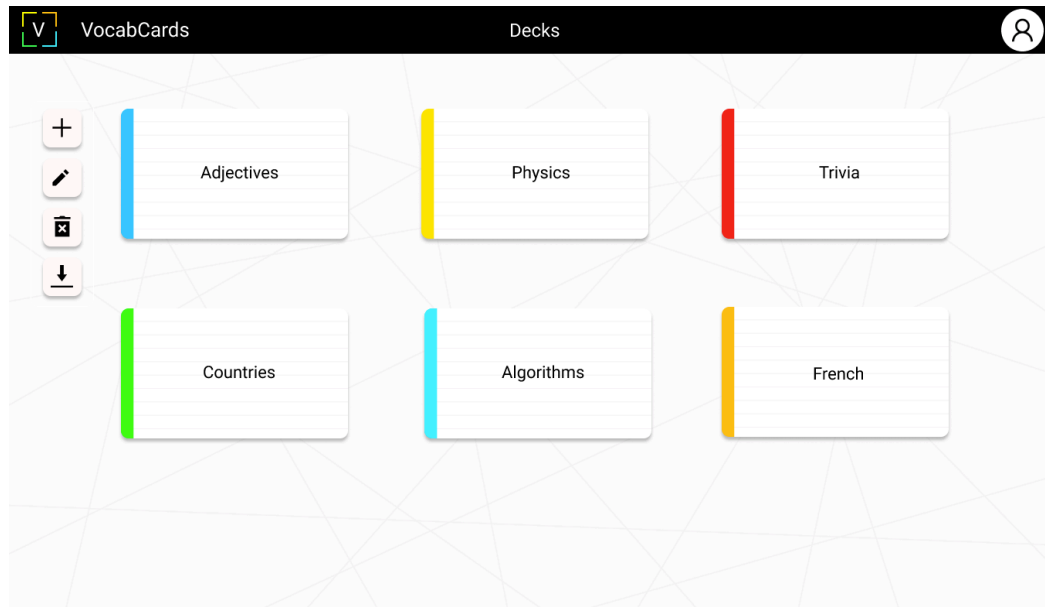 V VocabCards Decks
Adjectives Physics Trivia
Countries Algorithms French